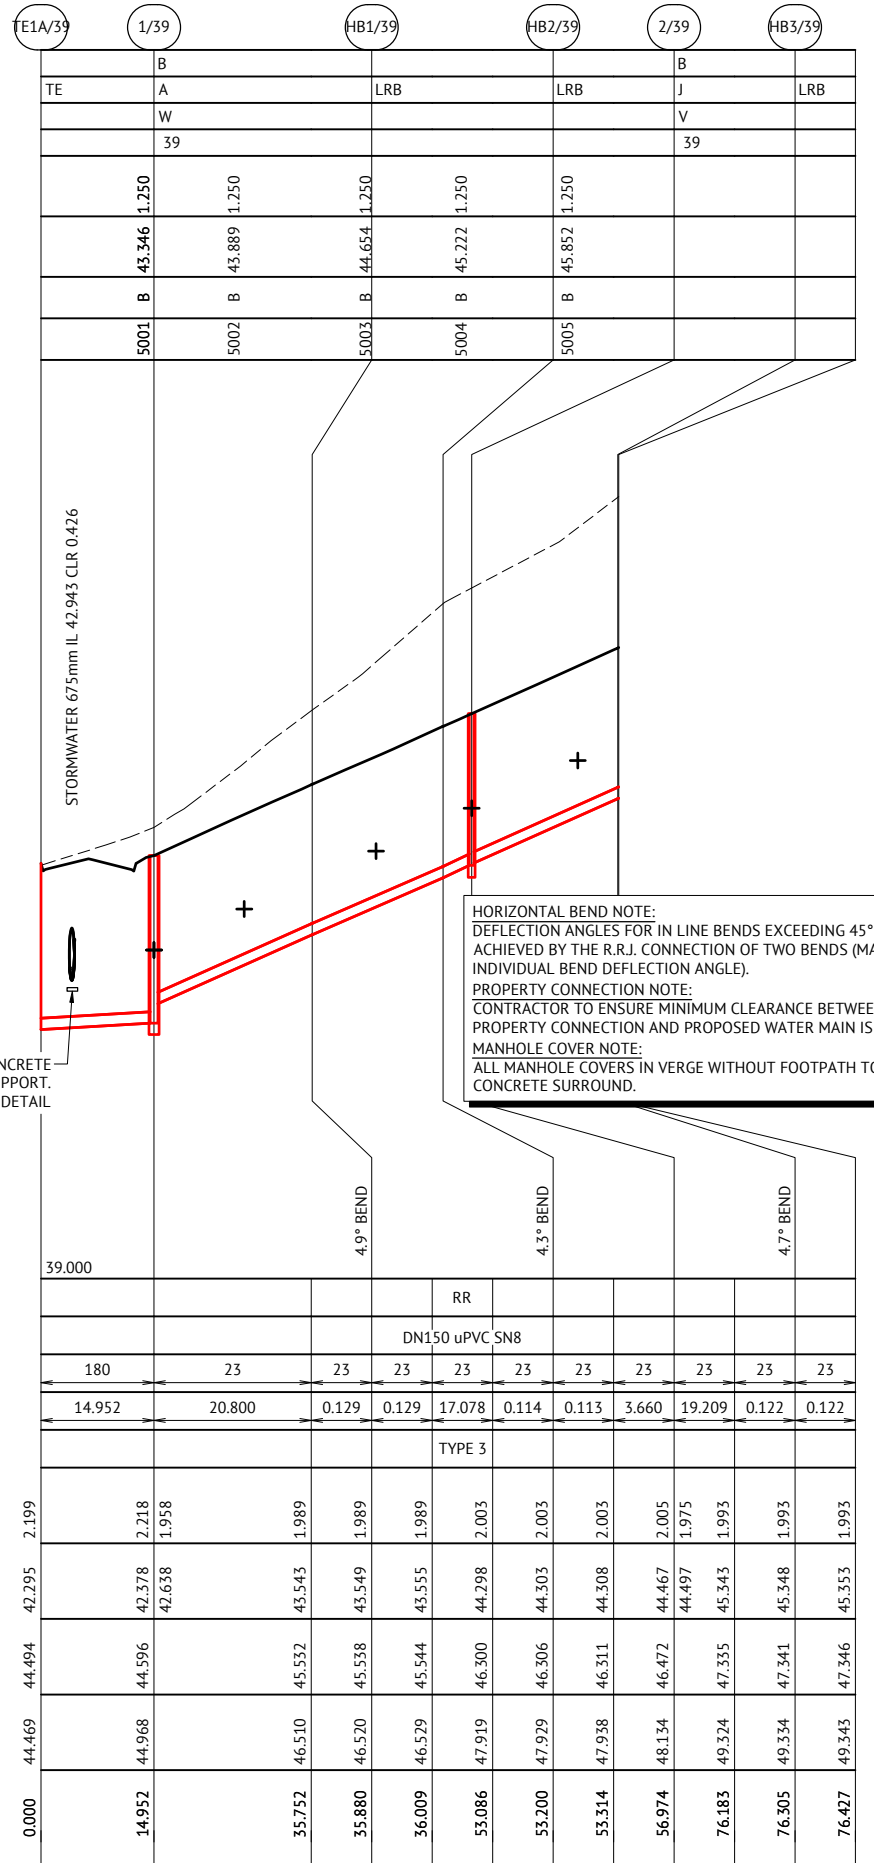 TE1A/39 1/39 HB1/39 HB2/39 2/39 HB3/39
B B
TE A LRB LRB J LRB
W V
39 39
1.250 1.250 1.250 1.250 1.250
43.346 43.889 44.654 45.222 45.852
B B B B B
5001 5002 5003 5004 5005
STORMWATER 675mm IL 42.943 CLR 0.426
HORIZONTAL BEND NOTE:
DEFLECTION ANGLES FOR IN LINE BENDS EXCEEDING 45°
ACHIEVED BY THE R.R.J. CONNECTION OF TWO BENDS (MA
INDIVIDUAL BEND DEFLECTION ANGLE).
PROPERTY CONNECTION NOTE:
CONTRACTOR TO ENSURE MINIMUM CLEARANCE BETWEE
PROPERTY CONNECTION AND PROPOSED WATER MAIN IS
MANHOLE COVER NOTE:
ALL MANHOLE COVERS IN VERGE WITHOUT FOOTPATH TO
CONCRETE SURROUND.
NCRETE
PPORT.
DETAIL
4.9° BEND 4.3° BEND 4.7° BEND
39.000
RR
DN150 uPVC SN8
180 23 23 23 23 23 23 23 23 23 23
14.952 20.800 0.129 0.129 17.078 0.114 0.113 3.660 19.209 0.122 0.122
TYPE 3
2.199 2.218 1.958 1.989 1.989 1.989 2.003 2.003 2.003 2.005 1.975 1.993 1.993 1.993
42.295 42.378 42.638 43.543 43.549 43.555 44.298 44.303 44.308 44.467 44.497 45.343 45.348 45.353
44.494 44.596 45.532 45.538 45.544 46.300 46.306 46.311 46.472 47.335 47.341 47.346
44.469 44.968 46.510 46.520 46.529 47.919 47.929 47.938 48.134 49.324 49.334 49.343
0.000 14.952 35.752 35.880 36.009 53.086 53.200 53.314 56.974 76.183 76.305 76.427